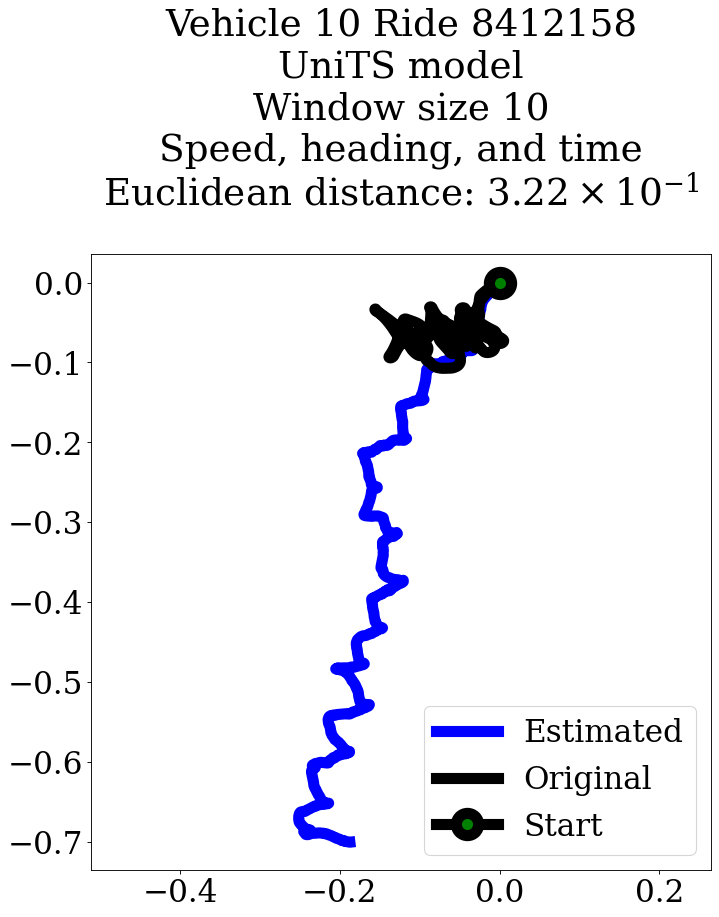 Vehicle 10 Ride 8412158
UniTS model
Window size 10
Speed, heading, and time
Euclidean distance: 3.22 × 10⁻¹
0.0
−0.1
−0.2
−0.3
−0.4
−0.5
−0.6
−0.7
Estimated
Original
Start
−0.4 −0.2 0.0 0.2